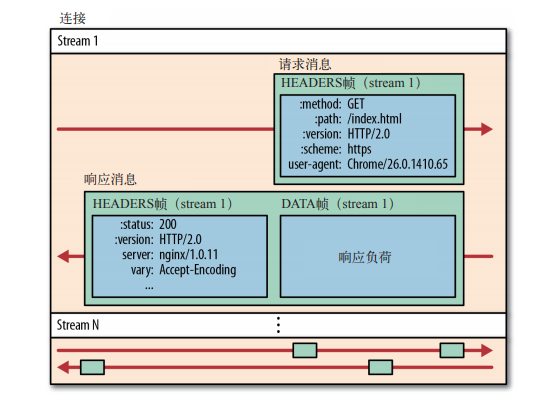 连接
Stream 1
请求消息
HEADERS帧（stream 1）
:method: GET
:path: /index.html
:version: HTTP/2.0
:scheme: https
user-agent: Chrome/26.0.1410.65
响应消息
HEADERS帧（stream 1）
:status: 200
:version: HTTP/2.0
server: nginx/1.0.11
vary: Accept-Encoding
...
DATA帧（stream 1）
响应负荷
Stream N
⋮